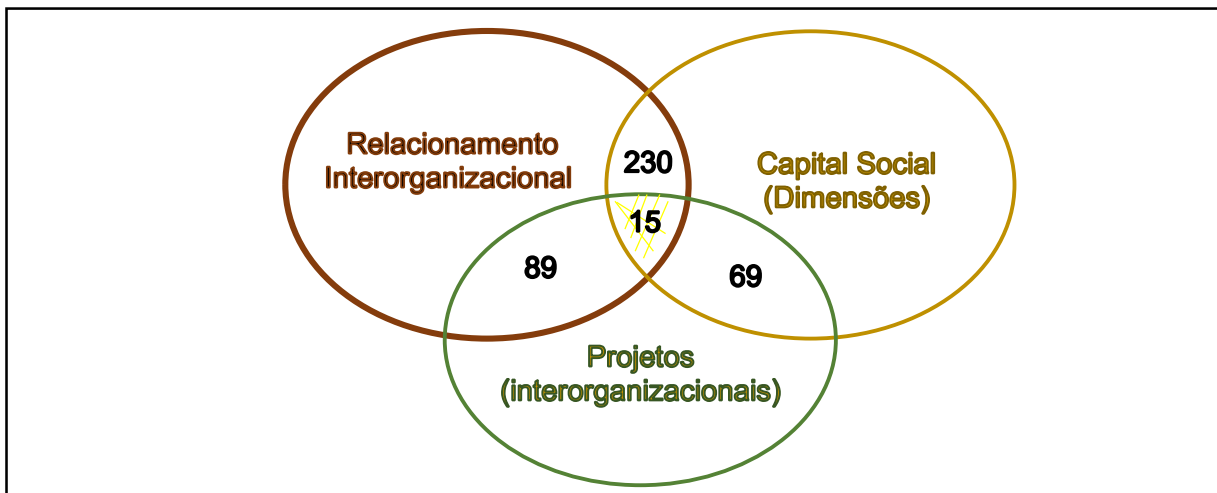 Relacionamento
Interorganizacional
230
Capital Social
(Dimensões)
15
89
69
Projetos
(interorganizacionais)